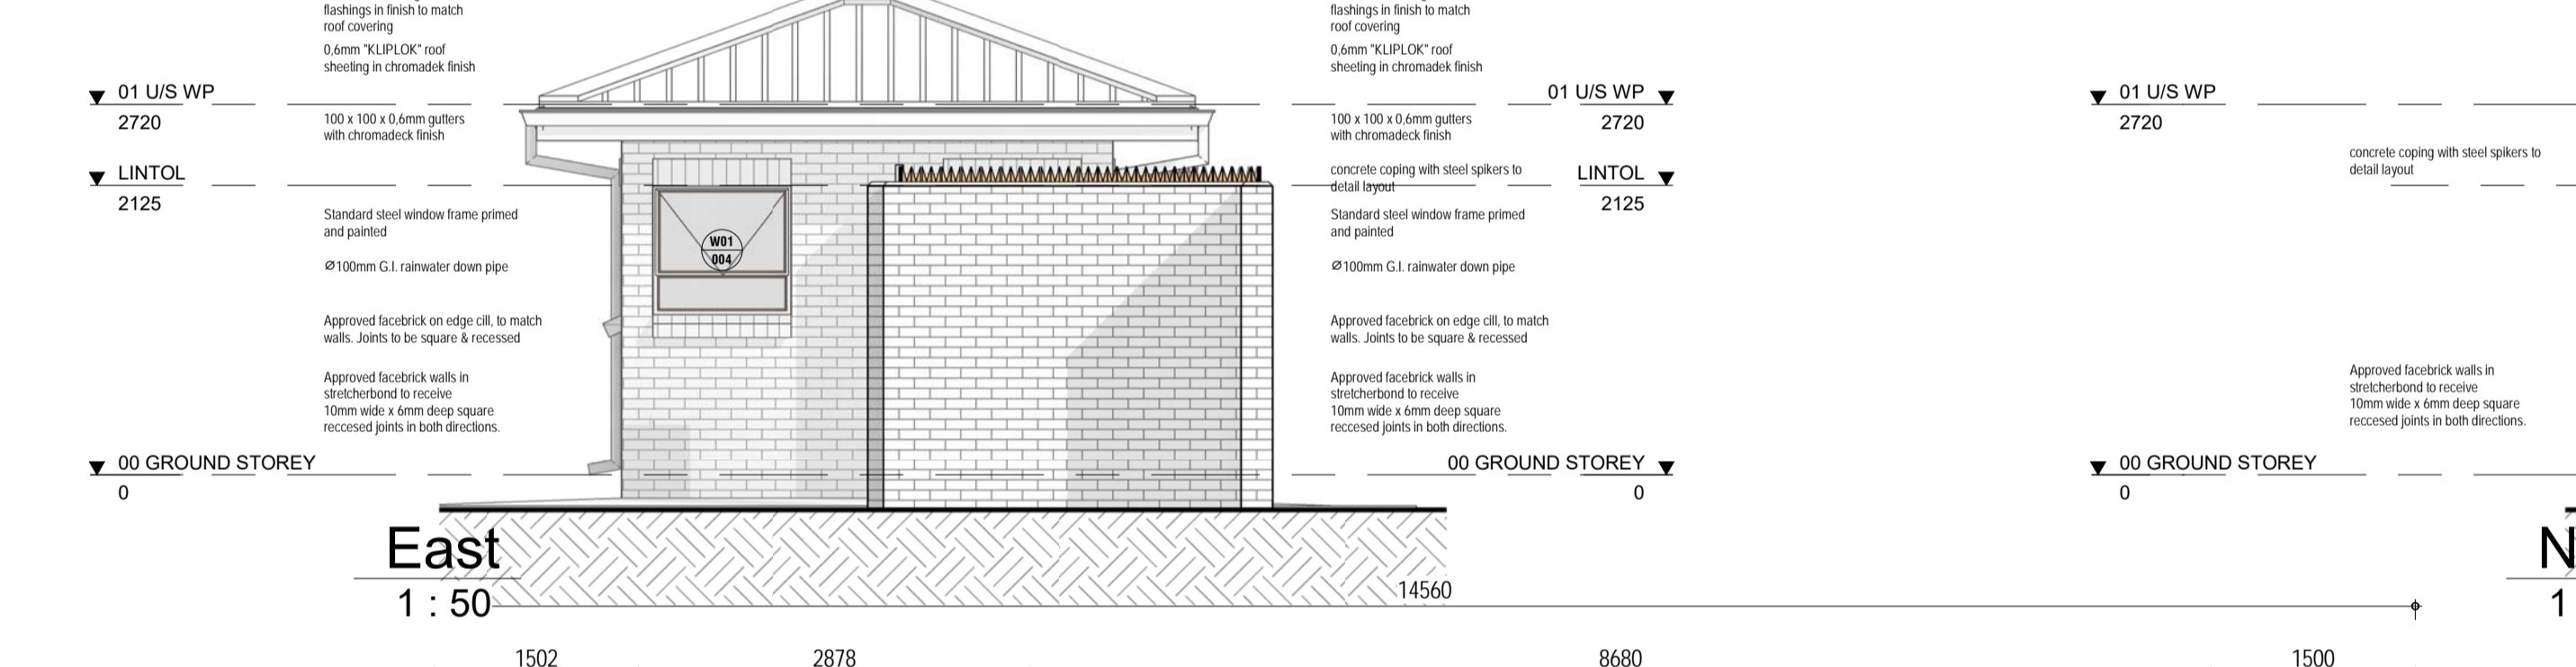 flashings in finish to match
roof covering
0,6mm "KLIPLOK" roof
sheeting in chromadek finish
01 U/S WP
2720
100 x 100 x 0,6mm gutters
with chromadeck finish
LINTOL
2125
Standard steel window frame primed
and painted
Ø100mm G.I. rainwater down pipe
Approved facebrick on edge cill, to match
walls. Joints to be square & recessed
Approved facebrick walls in
stretcherbond to receive
10mm wide x 6mm deep square
reccesed joints in both directions.
00 GROUND STOREY
0
W01
004
flashings in finish to match
roof covering
0,6mm "KLIPLOK" roof
sheeting in chromadek finish
01 U/S WP
2720
100 x 100 x 0,6mm gutters
with chromadeck finish
concrete coping with steel spikers to
detail layout
LINTOL
2125
Standard steel window frame primed
and painted
Ø100mm G.I. rainwater down pipe
Approved facebrick on edge cill, to match
walls. Joints to be square & recessed
Approved facebrick walls in
stretcherbond to receive
10mm wide x 6mm deep square
reccesed joints in both directions.
00 GROUND STOREY
0
01 U/S WP
2720
concrete coping with steel spikers to
detail layout
Approved facebrick walls in
stretcherbond to receive
10mm wide x 6mm deep square
reccesed joints in both directions.
00 GROUND STOREY
0
East
1 : 50
14560
N
1
1502
2878
8680
1500